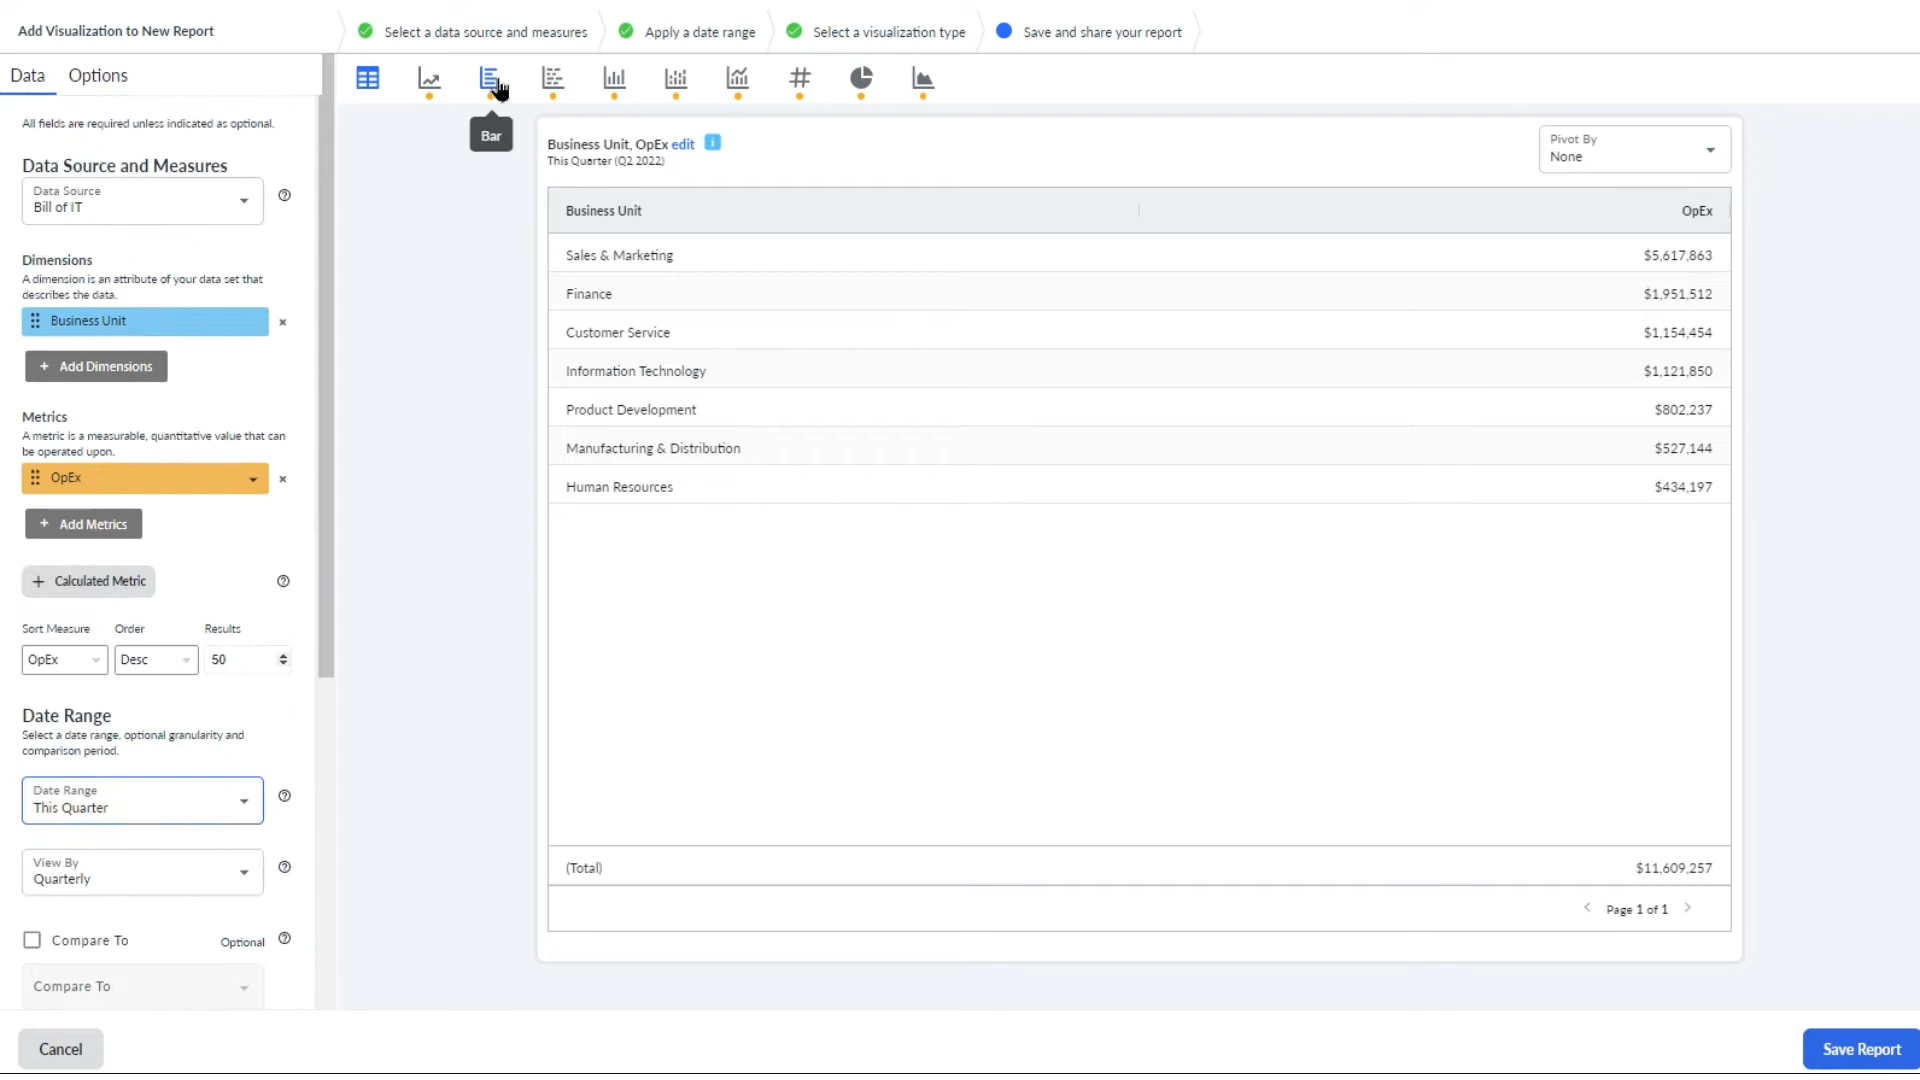 Add Visualization to New Report
Select a data source and measures
Apply a date range
Select a visualization type
Save and share your report
Data
Options
Bar
All fields are required unless indicated as optional.
Data Source and Measures
Data Source
Bill of IT
Dimensions
A dimension is an attribute of your data set that
describes the data.
Business Unit
+ Add Dimensions
Metrics
A metric is a measurable, quantitative value that can
be operated upon.
OpEx
+ Add Metrics
+ Calculated Metric
Sort Measure Order Results
OpEx Desc 50
Date Range
Select a date range, optional granularity and
comparison period.
Date Range
This Quarter
View By
Quarterly
Compare To Optional
Compare To
Cancel
Business Unit, OpEx edit
This Quarter (Q2 2022)
Pivot By
None
Business Unit OpEx
Sales & Marketing $5,617,863
Finance $1,951,512
Customer Service $1,154,454
Information Technology $1,121,850
Product Development $802,237
Manufacturing & Distribution $527,144
Human Resources $434,197
(Total) $11,609,257
Page 1 of 1
Save Report